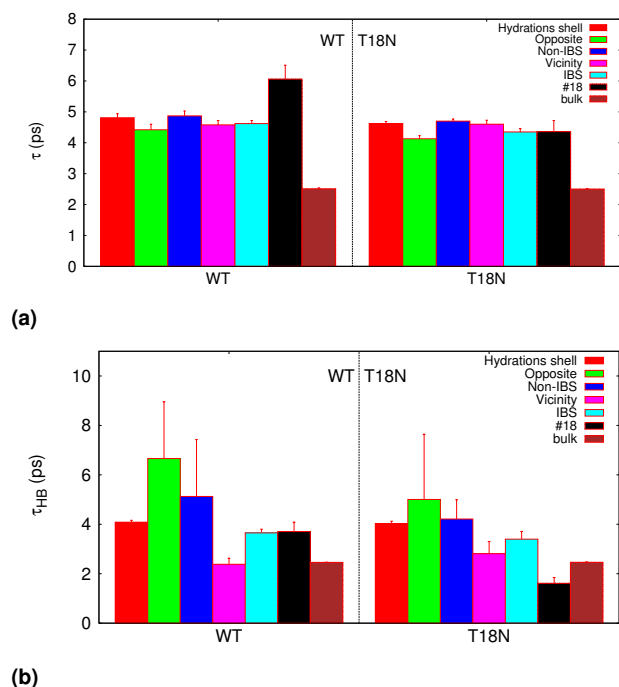 8
7
6
5
4
3
2
1
0
τ (ps)
WT
T18N
Hydrations shell
Opposite
Non-IBS
Vicinity
IBS
#18
bulk
WT
T18N
(a)
10
8
6
4
2
0
τHB (ps)
WT
T18N
Hydrations shell
Opposite
Non-IBS
Vicinity
IBS
#18
bulk
WT
T18N
(b)